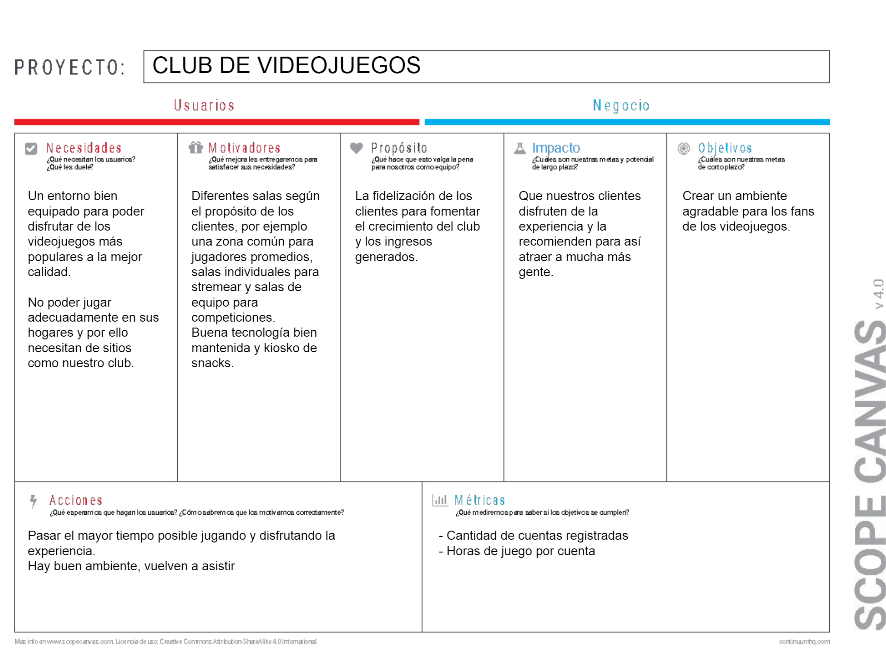 PROYECTO:
CLUB DE VIDEOJUEGOS
Usuarios
Negocio
Necesidades
¿Qué necesitan los usuarios?
¿Qué les duele?
Un entorno bien
equipado para poder
disfrutar de los
videojuegos más
populares a la mejor
calidad.
No poder jugar
adecuadamente en sus
hogares y por ello
necesitan de sitios
como nuestro club.
Motivadores
¿Qué mejora les entregaremos para
satisfacer sus necesidades?
Diferentes salas según
el propósito de los
clientes, por ejemplo
una zona común para
jugadores promedios,
salas individuales para
stremear y salas de
equipo para
competiciones.
Buena tecnología bien
mantenida y kiosko de
snacks.
Propósito
¿Qué hace que esto valga la pena
para nosotros como equipo?
La fidelización de los
clientes para fomentar
el crecimiento del club
y los ingresos
generados.
Impacto
¿Cuáles son nuestras metas y potencial
de largo plazo?
Que nuestros clientes
disfruten de la
experiencia y la
recomienden para así
atraer a mucha más
gente.
Objetivos
¿Cuáles son nuestras metas
de corto plazo?
Crear un ambiente
agradable para los fans
de los videojuegos.
Acciones
¿Qué esperamos que hagan los usuarios? ¿Cómo sabremos que los motivamos correctamente?
Pasar el mayor tiempo posible jugando y disfrutando la
experiencia.
Hay buen ambiente, vuelven a asistir
Métricas
¿Qué mediremos para saber si los objetivos se cumplen?
- Cantidad de cuentas registradas
- Horas de juego por cuenta
SCOPE CANVAS v 4.0
Más info en www.scopecanvas.com. Licencia de uso: Creative Commons Attribution-ShareAlike 4.0 International.
continuumhq.com